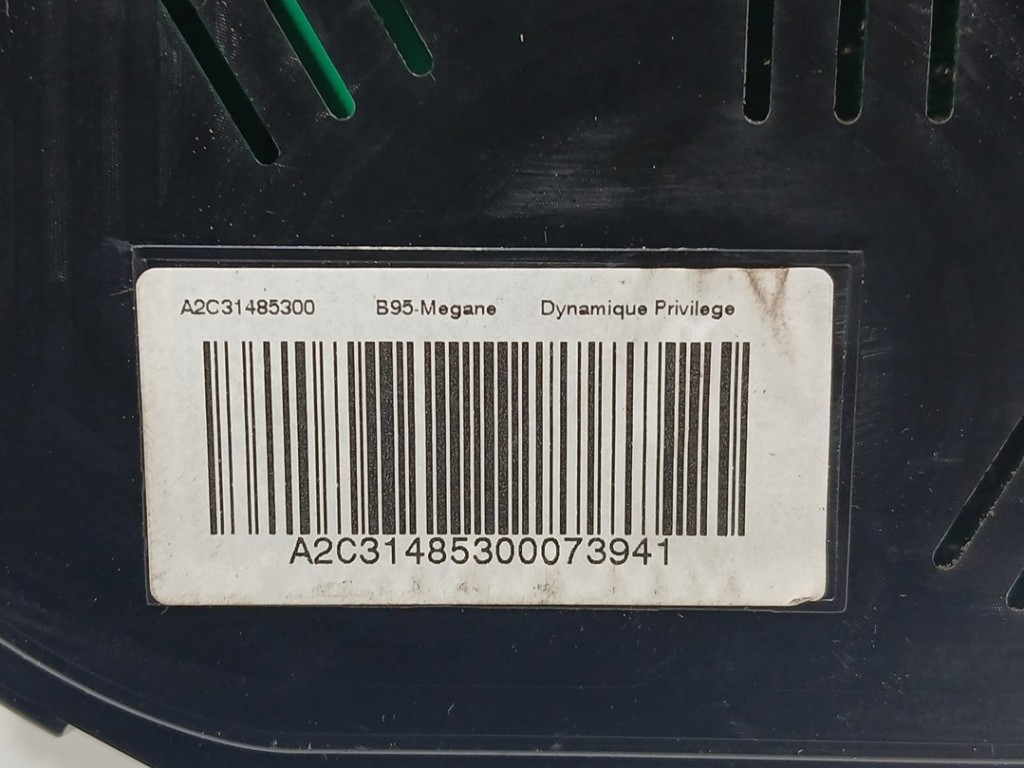 A2C31485300 B95-Megane Dynamique Privilege
A2C31485300073941